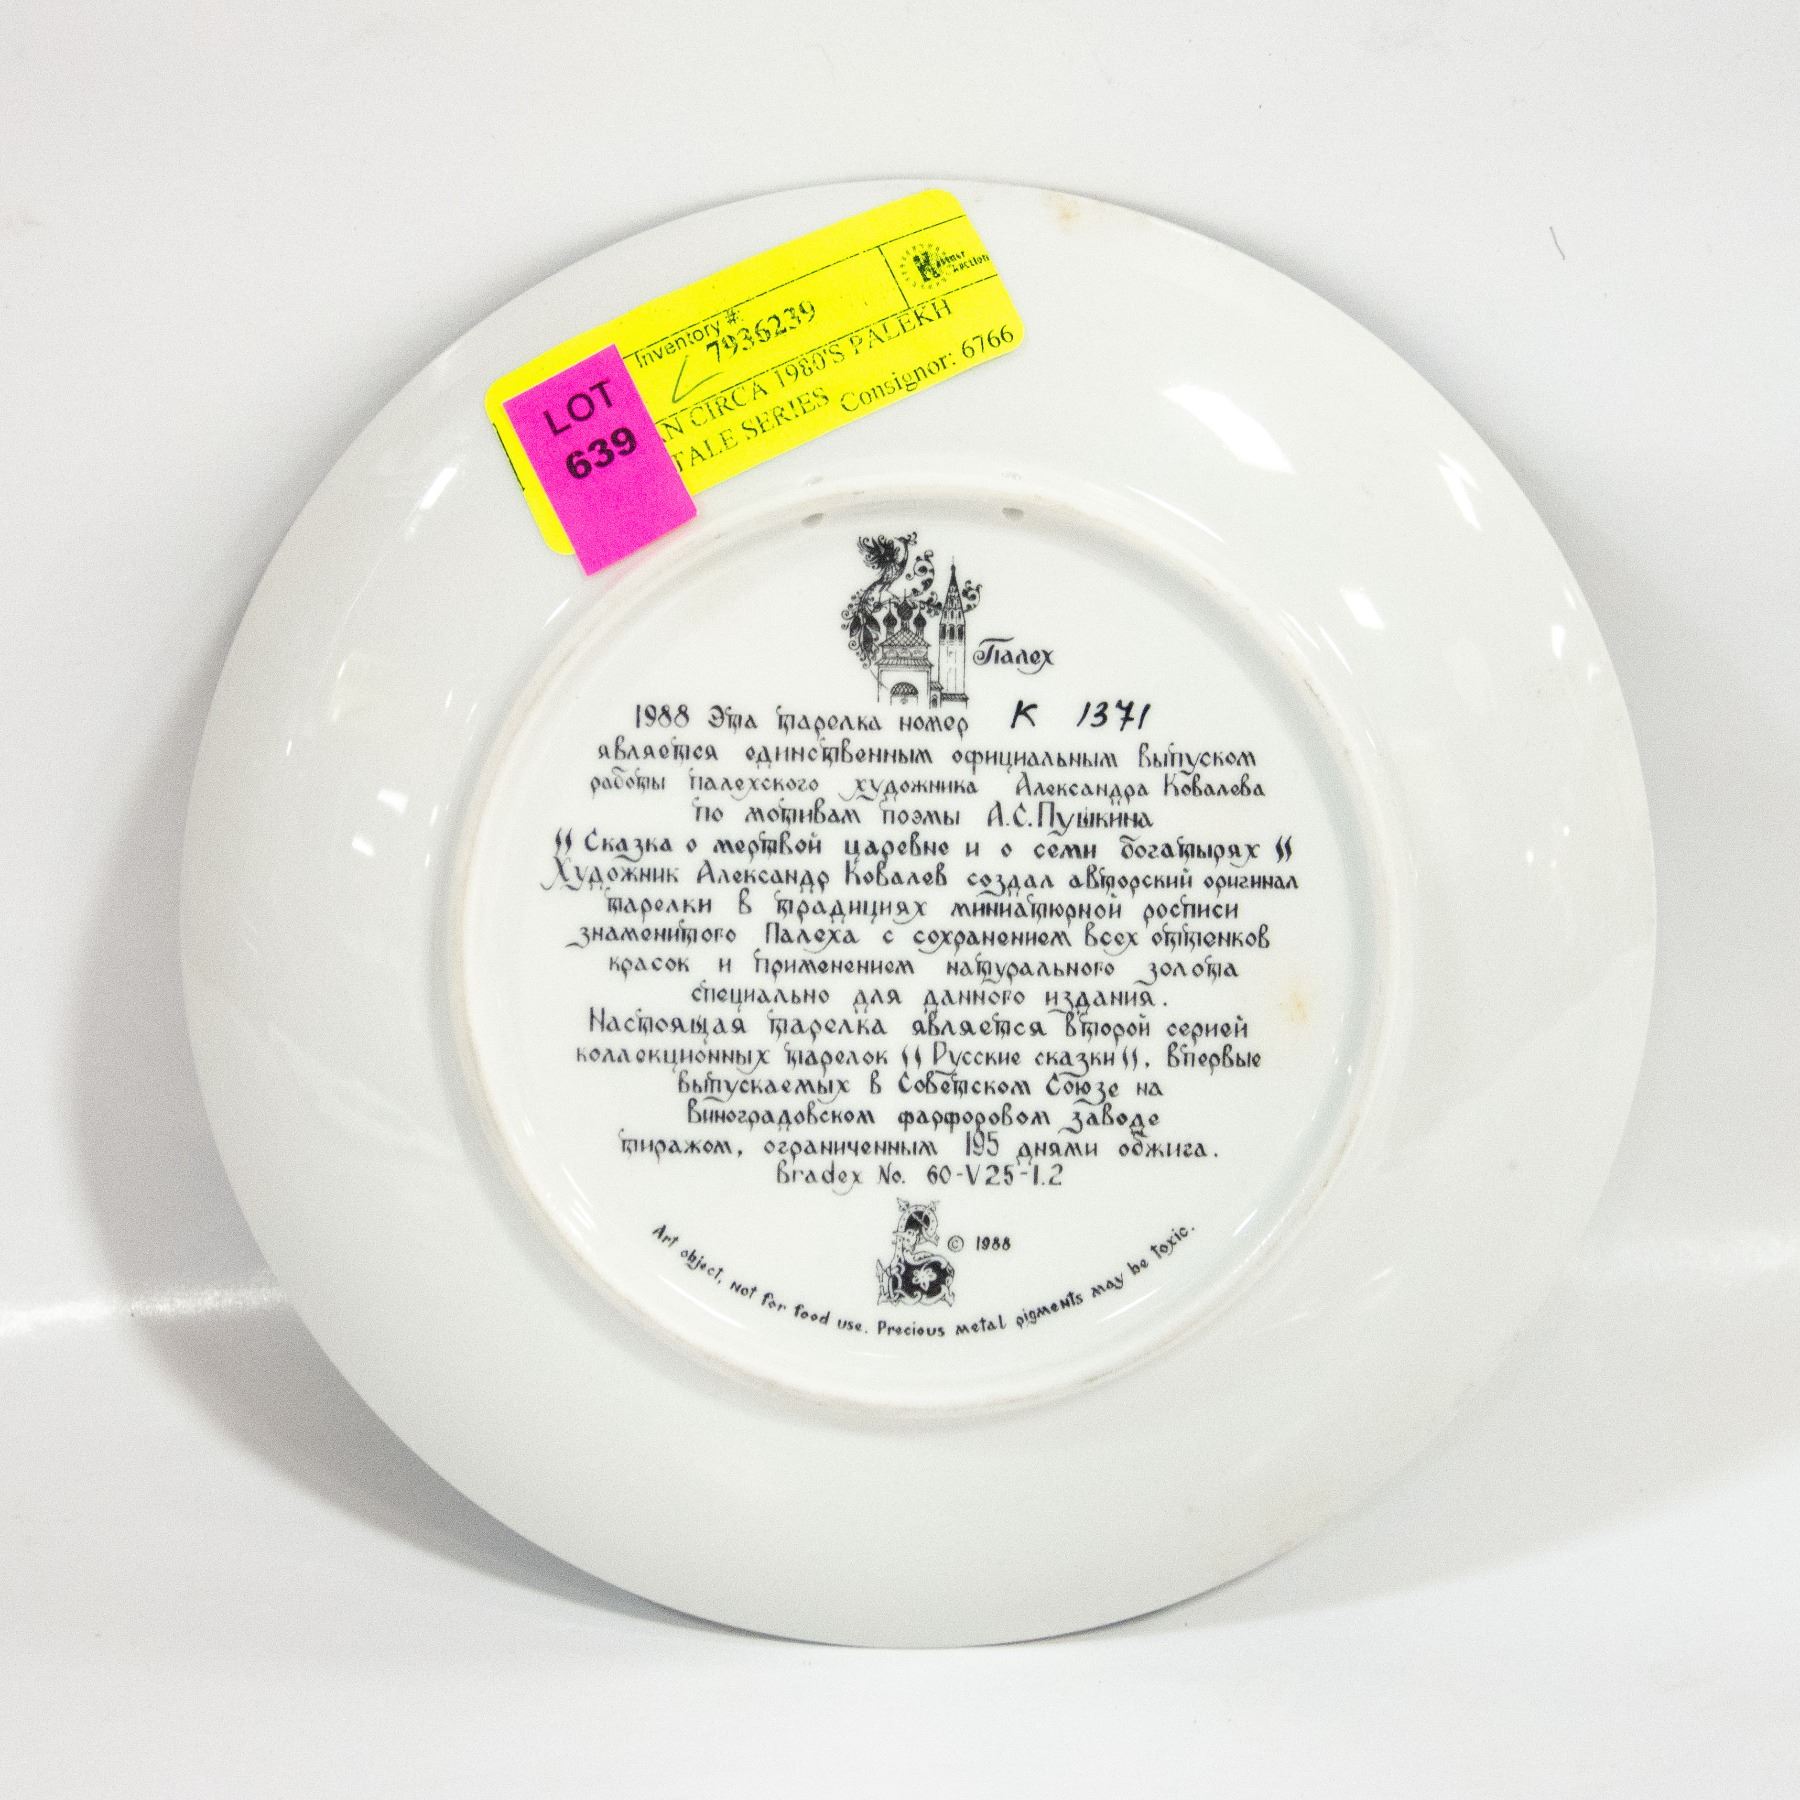 Inventory #:
7936239
AN CIRCA 1980'S PALEKH
TALE SERIES Consignor: 6766
LOT
639
Палех
1988 Эта тарелка номер К 1371
является единственным официальным выпуском
работы палехского художника Александра Ковалева
по мотивам поэмы А.С.Пушкина
"Сказка о мертвой царевне и о семи богатырях"
Художник Александр Ковалев создал авторский оригинал
тарелки в традициях миниатюрной росписи
знаменитого Палеха с сохранением всех оттенков
красок и применением натурального золота
специально для данного издания.
Настоящая тарелка является второй серией
коллекционных тарелок "Русские сказки", впервые
выпускаемых в Советском Союзе на
Виноградовском фарфоровом заводе
тиражом, ограниченным 195 днями обжига.
Bradex No. 60-V25-1.2
© 1988
Art object, not for food use. Precious metal pigments may be toxic.